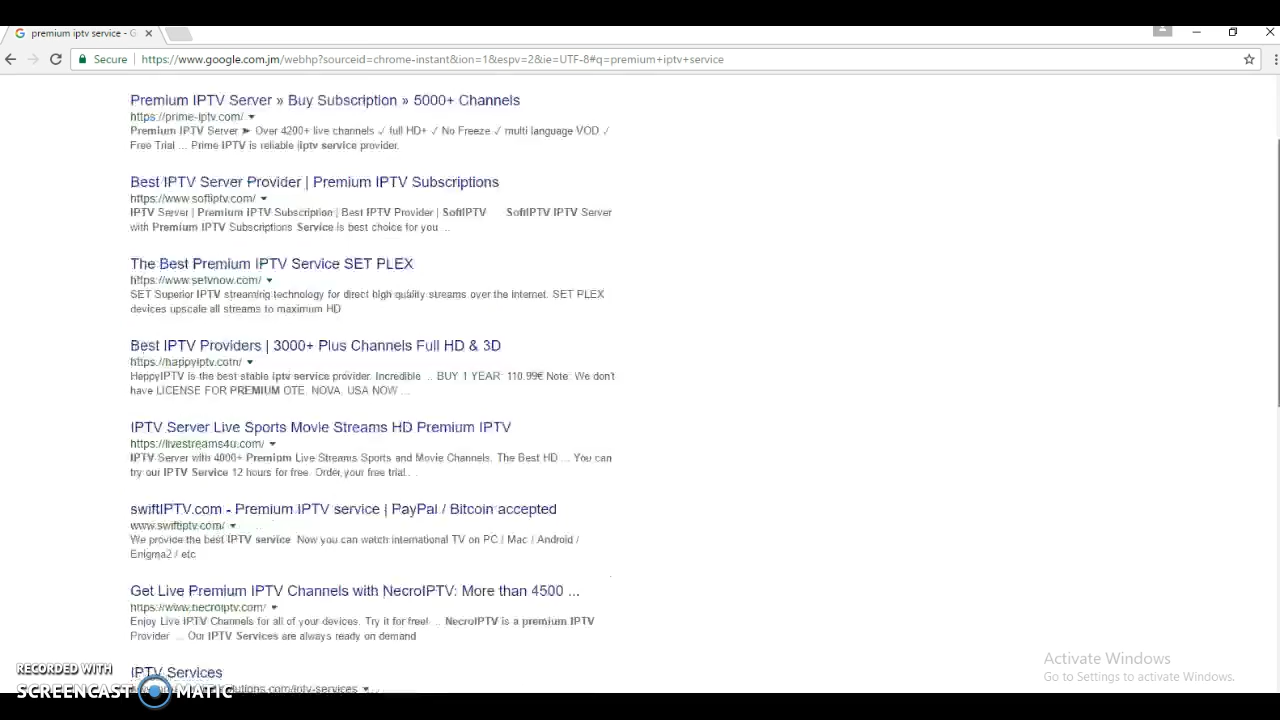 premium iptv service - G
Secure
https://www.google.com.jm/webhp?sourceid=chrome-instant&ion=1&espv=2&ie=UTF-8#q=premium+iptv+service
Premium IPTV Server » Buy Subscription » 5000+ Channels
https://prime-iptv.com/
Premium IPTV Server ► Over 4200+ live channels ✓ full HD+ ✓ No Freeze ✓ multi language VOD ✓
Free Trial ... Prime IPTV is reliable iptv service provider.
Best IPTV Server Provider | Premium IPTV Subscriptions
https://www.softiptv.com/
IPTV Server | Premium IPTV Subscription | Best IPTV Provider | SoftIPTV SoftIPTV IPTV Server
with Premium IPTV Subscriptions Service is best choice for you ...
The Best Premium IPTV Service SET PLEX
https://www.setvnow.com/
SET Superior IPTV streaming technology for direct high quality streams over the Internet. SET PLEX
devices upscale all streams to maximum HD
Best IPTV Providers | 3000+ Plus Channels Full HD & 3D
https://happyiptv.com/
HappyIPTV is the best stable iptv service provider. Incredible ... BUY 1 YEAR 110.99€ Note: We don't
have LICENSE FOR PREMIUM OTE. NOVA. USA NOW ...
IPTV Server Live Sports Movie Streams HD Premium IPTV
https://livestreams4u.com/
IPTV Server with 4000+ Premium Live Streams Sports and Movie Channels. The Best HD ... You can
try our IPTV Service 12 hours for free. Order your free trial...
swiftIPTV.com - Premium IPTV service | PayPal / Bitcoin accepted
www.swiftiptv.com/
We provide the best IPTV service Now you can watch international TV on PC / Mac / Android /
Enigma2 / etc
Get Live Premium IPTV Channels with NecroIPTV: More than 4500 ...
https://www.necroiptv.com/
Enjoy Live IPTV Channels for all of your devices. Try it for free! ... NecroIPTV is a premium IPTV
Provider ... Our IPTV Services are always ready on demand
IPTV Services
solutions.com/iptv-services
RECORDED WITH
SCREENCAST MATIC
Activate Windows
Go to Settings to activate Windows.